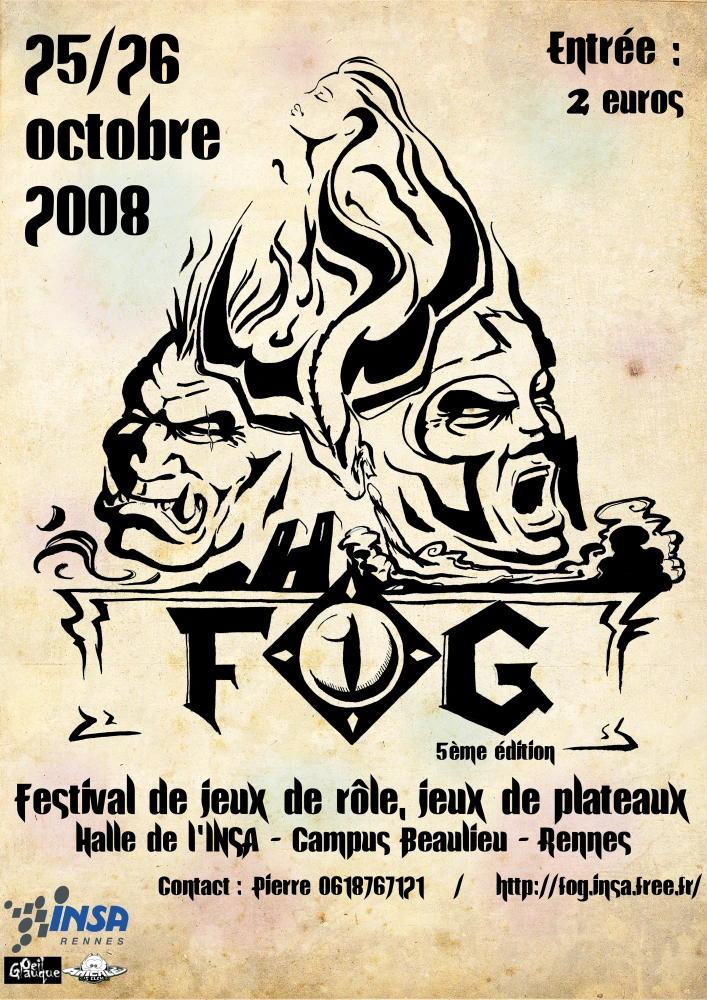 25/26
octobre
2008
Entrée :
2 euros
FOG
5ème édition
Festival de jeux de rôle, jeux de plateaux
Halle de l'INSA - Campus Beaulieu - Rennes
Contact : Pierre 0618767121 / http://fog.insa.free.fr/
INSA
RENNES
Oeil
Glauque